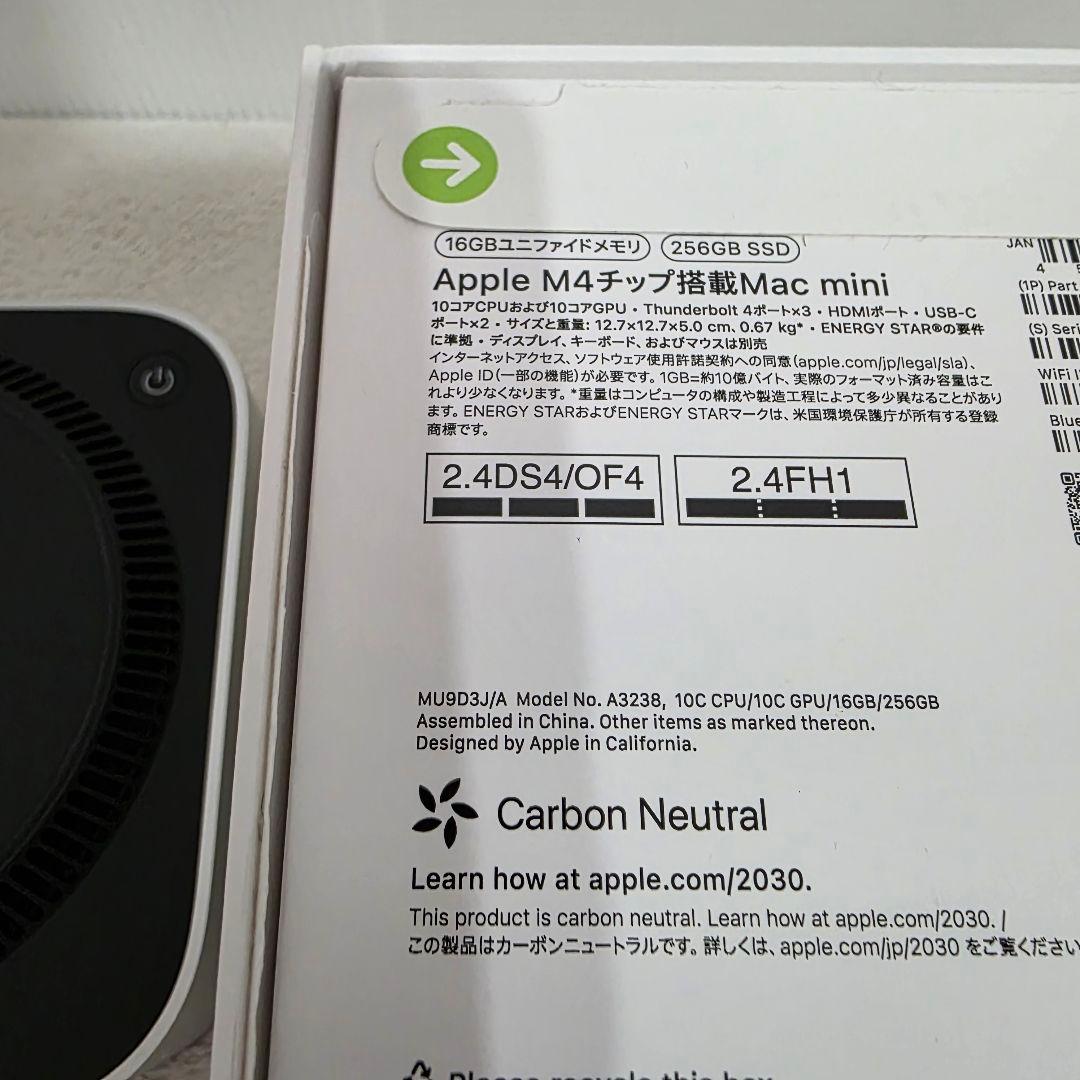 16GBユニファイドメモリ 256GB SSD
Apple M4チップ搭載Mac mini
10コアCPUおよび10コアGPU・Thunderbolt 4ポート×3・HDMIポート・USB-C
ポート×2・サイズと重量: 12.7×12.7×5.0 cm、0.67 kg*・ENERGY STAR®の要件
に準拠・ディスプレイ、キーボード、およびマウスは別売
インターネットアクセス、ソフトウェア使用許諾契約への同意(apple.com/jp/legal/sla)、
Apple ID(一部の機能)が必要です。1GB=約10億バイト、実際のフォーマット済み容量はこ
れより少なくなります。*重量はコンピュータの構成や製造工程によって多少異なることがあり
ます。ENERGY STARおよびENERGY STARマークは、米国環境保護庁が所有する登録
商標です。
2.4DS4/OF4 2.4FH1
JAN
4
(1P) Part
(S) Seri
WiFi
Blue
MU9D3J/A Model No. A3238, 10C CPU/10C GPU/16GB/256GB
Assembled in China. Other items as marked thereon.
Designed by Apple in California.
Carbon Neutral
Learn how at apple.com/2030.
This product is carbon neutral. Learn how at apple.com/2030. /
この製品はカーボンニュートラルです。詳しくは、apple.com/jp/2030 をご覧ください
Please recycle this box